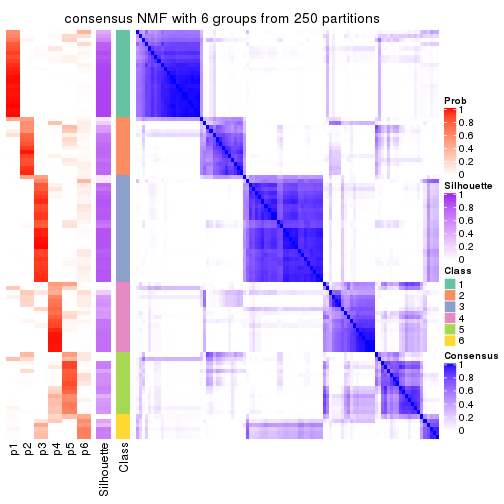 consensus NMF with 6 groups from 250 partitions
Prob
1
0.8
0.6
0.4
0.2
0
Silhouette
1
0.8
0.6
0.4
0.2
0
Class
1
2
3
4
5
6
Consensus
1
0.8
0.6
0.4
0.2
0
p1
p2
p3
p4
p5
p6
Silhouette
Class